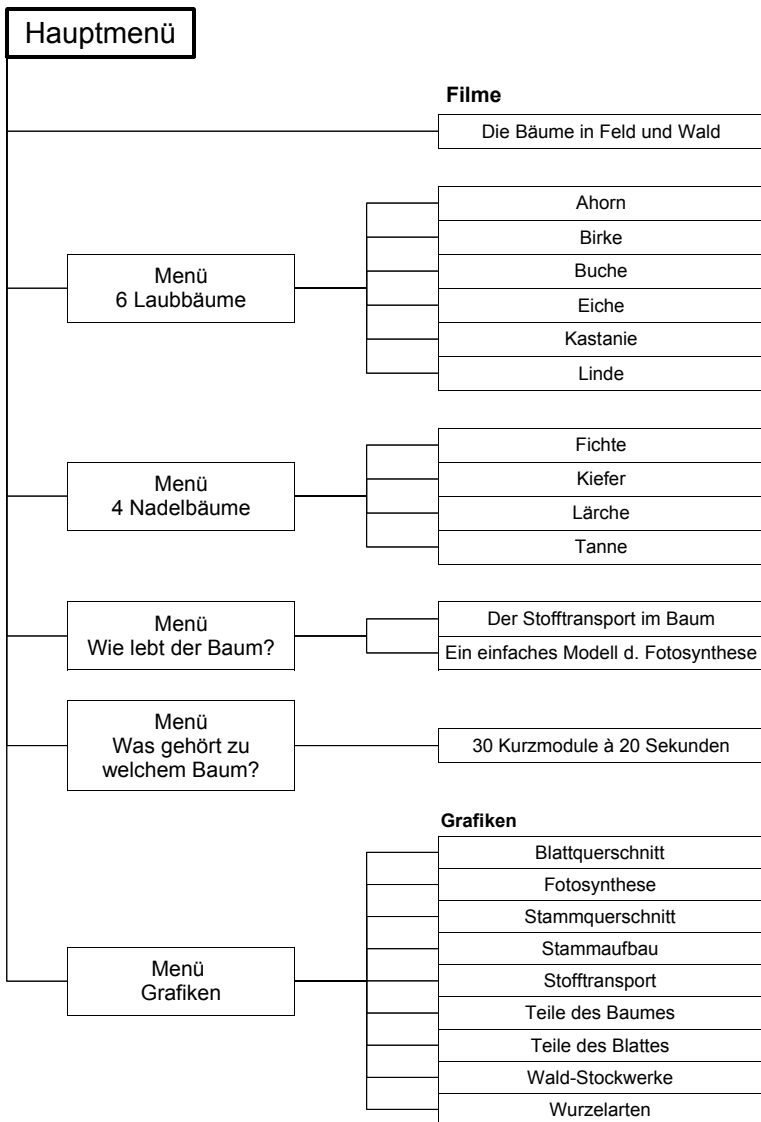 Hauptmenü
Filme
Die Bäume in Feld und Wald
Menü
6 Laubbäume
Ahorn
Birke
Buche
Eiche
Kastanie
Linde
Menü
4 Nadelbäume
Fichte
Kiefer
Lärche
Tanne
Menü
Wie lebt der Baum?
Der Stofftransport im Baum
Ein einfaches Modell d. Fotosynthese
Menü
Was gehört zu
welchem Baum?
30 Kurzmodule à 20 Sekunden
Grafiken
Menü
Grafiken
Blattquerschnitt
Fotosynthese
Stammquerschnitt
Stammaufbau
Stofftransport
Teile des Baumes
Teile des Blattes
Wald-Stockwerke
Wurzelarten